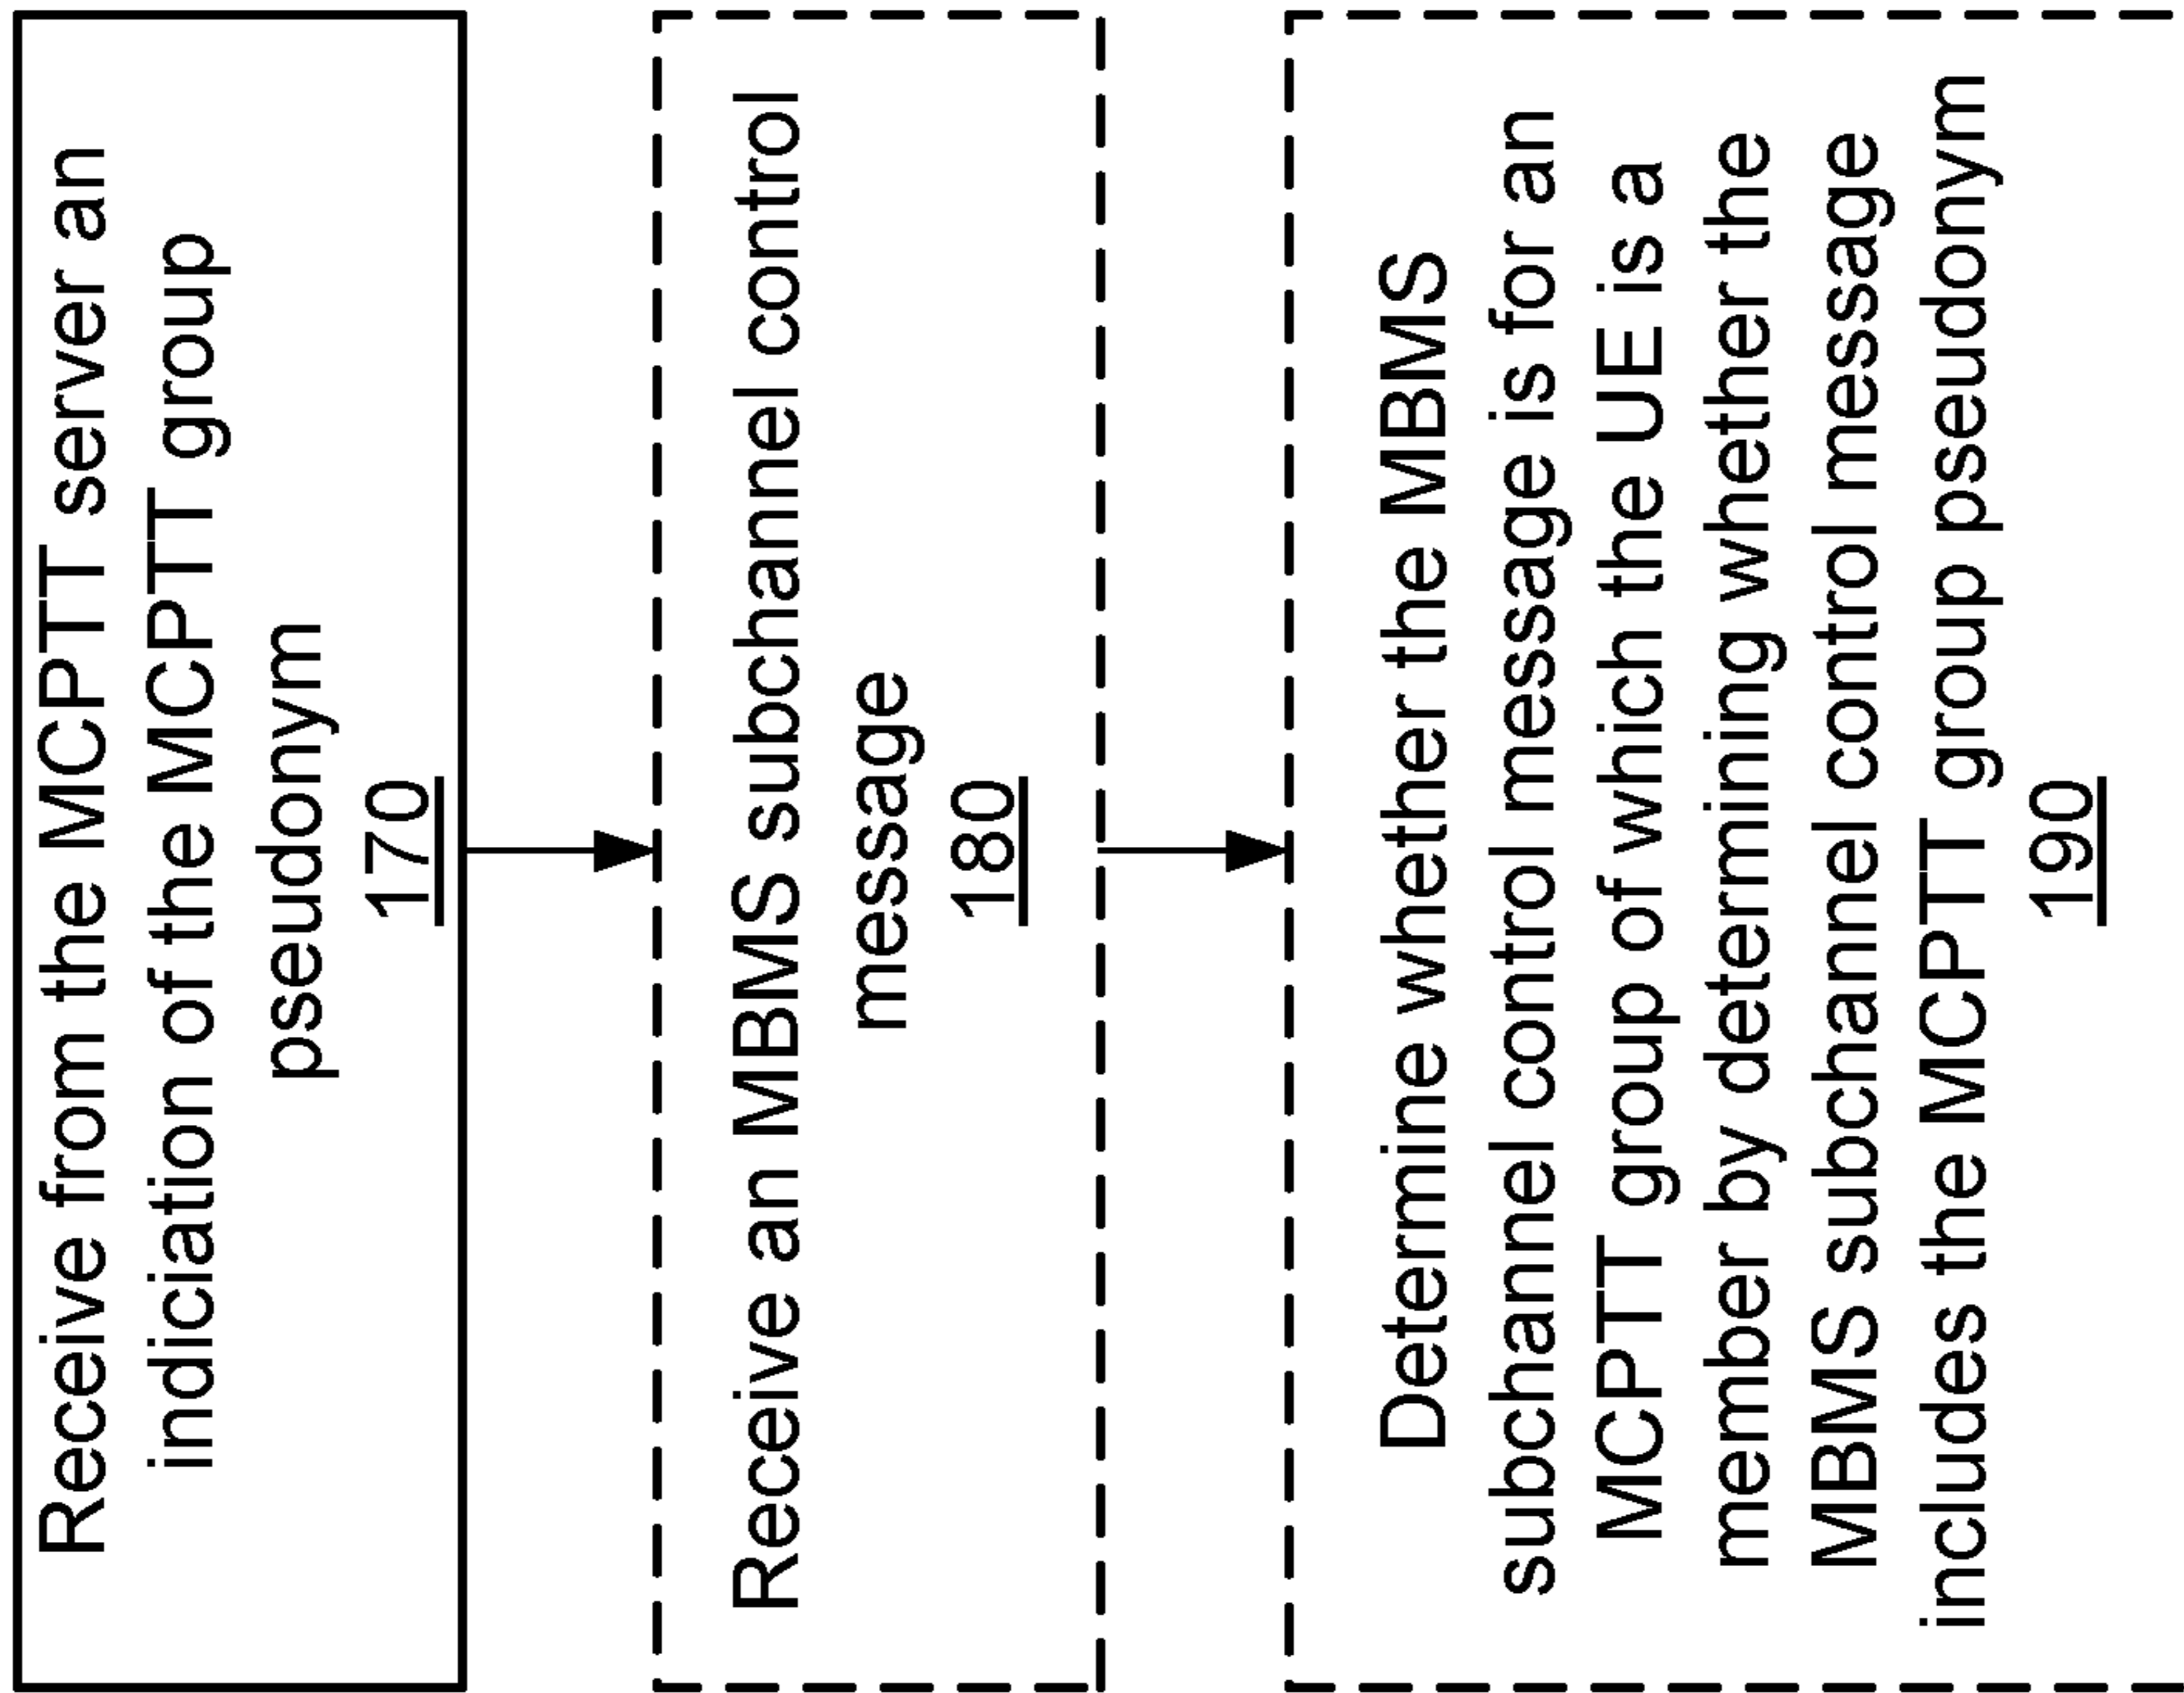 Receive from the MCPTT server an
indiciation of the MCPTT group
pseudonym
170
Receive an MBMS subchannel control
message
180
Determine whether the MBMS
subchannel control message is for an
MCPTT group of which the UE is a
member by determining whether the
MBMS subchannel control message
includes the MCPTT group pseudonym
190